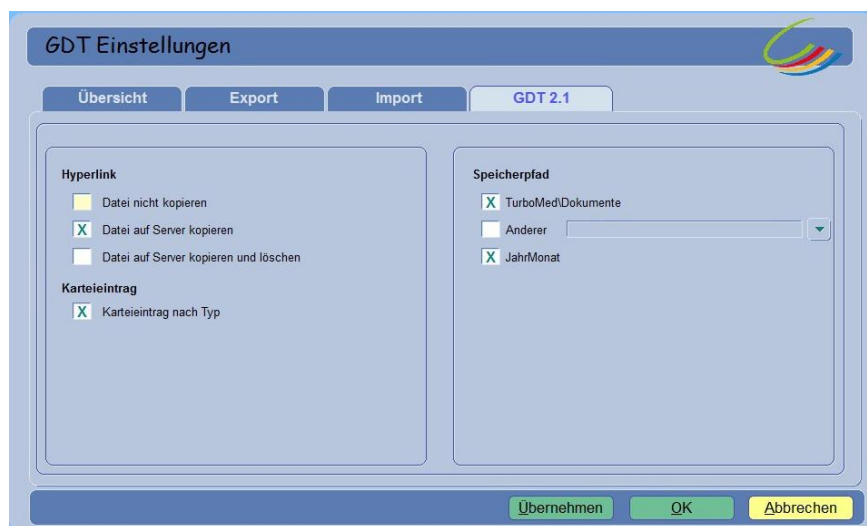 GDT Einstellungen
Übersicht
Export
Import
GDT 2.1
Hyperlink
Datei nicht kopieren
X Datei auf Server kopieren
Datei auf Server kopieren und löschen
Karteieintrag
X Karteieintrag nach Typ
Speicherpfad
X TurboMed\Dokumente
Anderer
X JahrMonat
Übernehmen
OK
Abbrechen